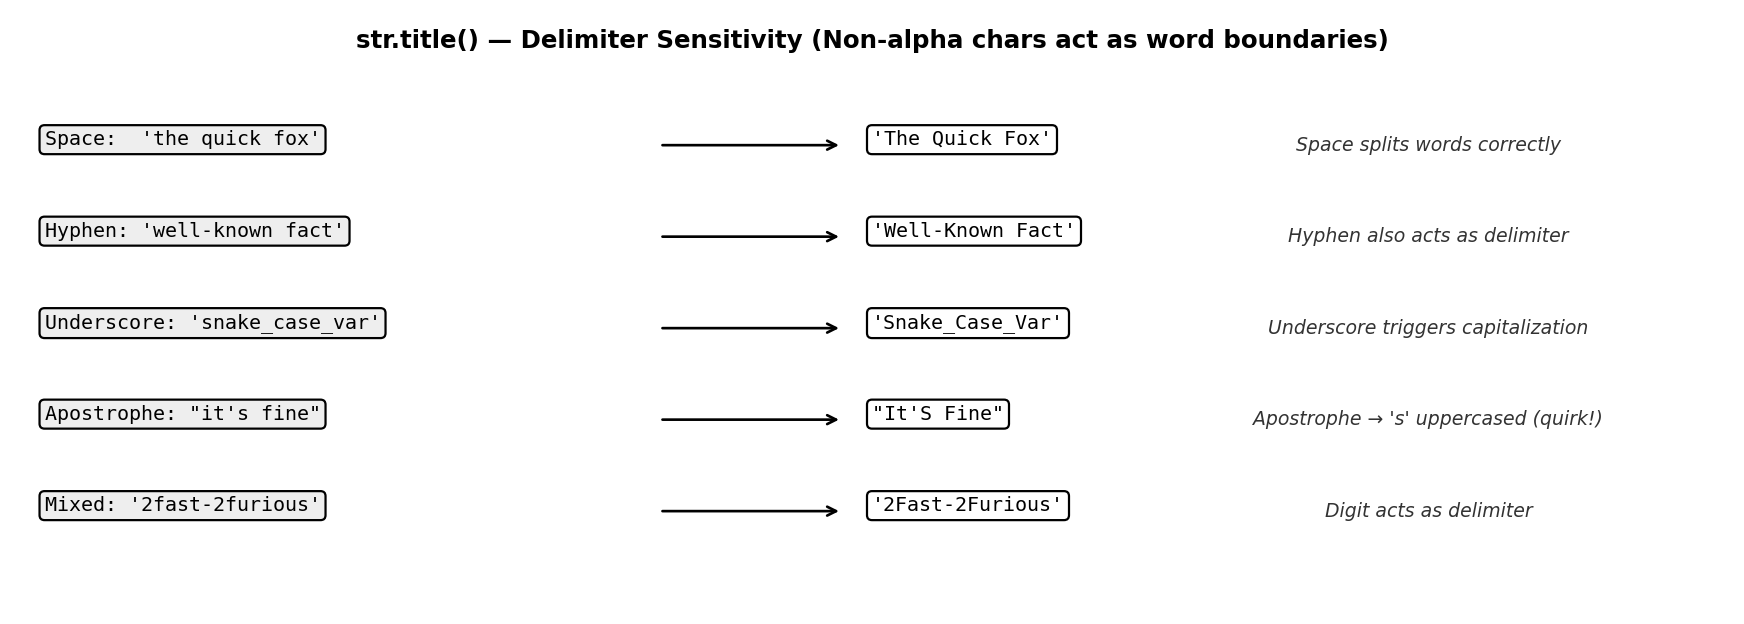 str.title() — Delimiter Sensitivity (Non-alpha chars act as word boundaries)
Space:  'the quick fox' 'The Quick Fox' Space splits words correctly
Hyphen: 'well-known fact' 'Well-Known Fact' Hyphen also acts as delimiter
Underscore: 'snake_case_var' 'Snake_Case_Var' Underscore triggers capitalization
Apostrophe: "it's fine" "It'S Fine" Apostrophe → 's' uppercased (quirk!)
Mixed: '2fast-2furious' '2Fast-2Furious' Digit acts as delimiter